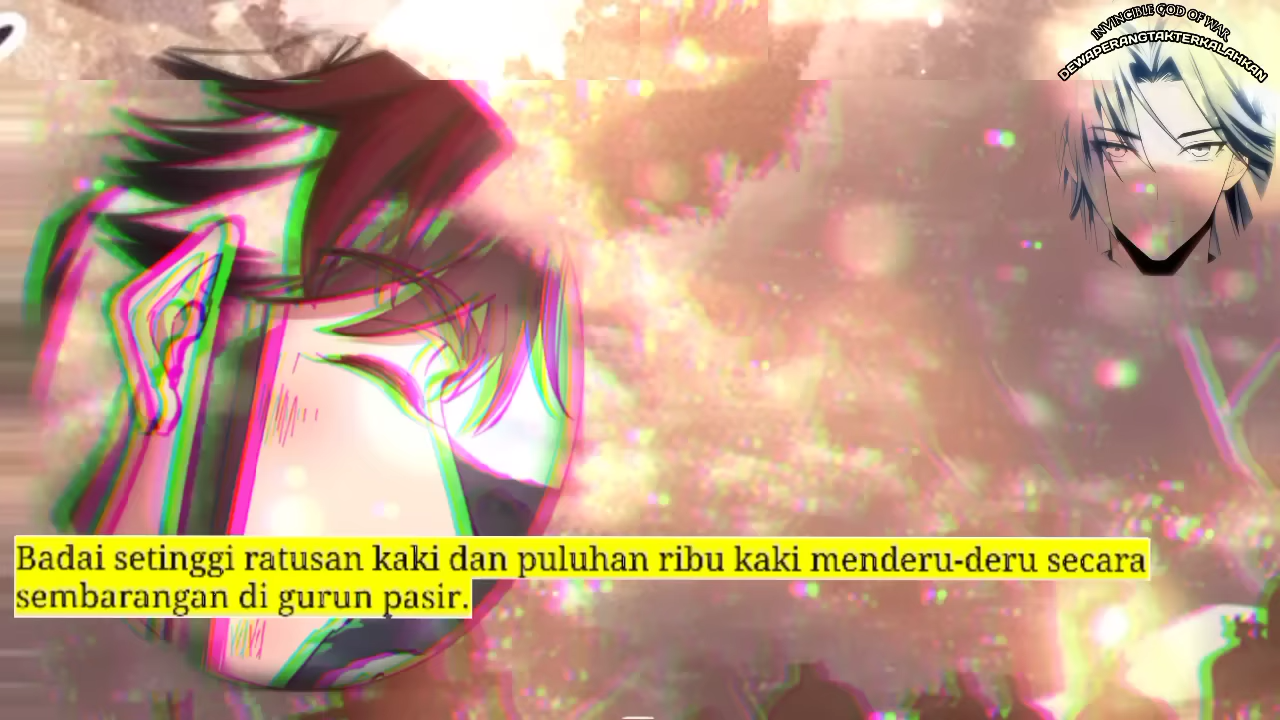 INVINCIBLE GOD OF WAR
DEWAPERANGTAKTERKALAHKAN
Badai setinggi ratusan kaki dan puluhan ribu kaki menderu-deru secara
sembarangan di gurun pasir.